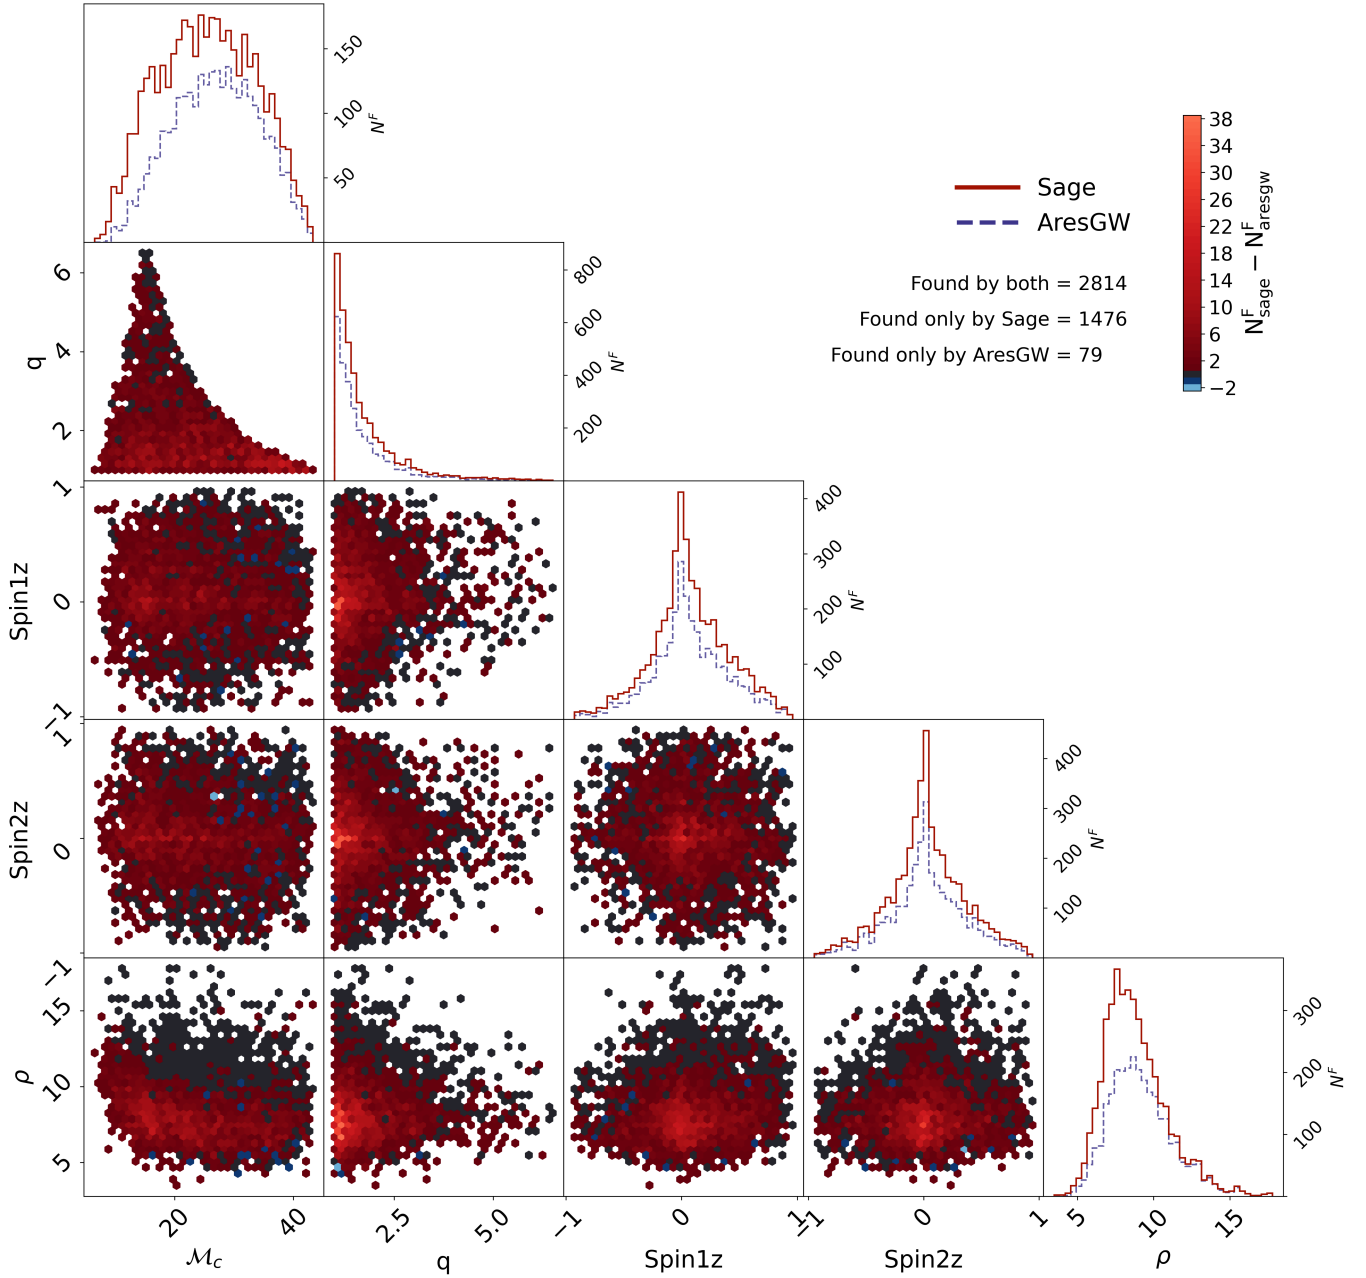 150
100
50
N^F
Sage
AresGW
Found by both = 2814
Found only by Sage = 1476
Found only by AresGW = 79
38
34
30
26
22
18
14
10
6
2
−2
N^F_sage − N^F_aresgw
6
4
2
q
800
600
400
200
N^F
1
0
−1
Spin1z
400
300
200
100
N^F
1
0
−1
Spin2z
400
300
200
100
N^F
15
10
5
ρ
300
200
100
N^F
20
40
2.5
5.0
−1
0
1
−1
0
1
5
10
15
ℳc
q
Spin1z
Spin2z
ρ